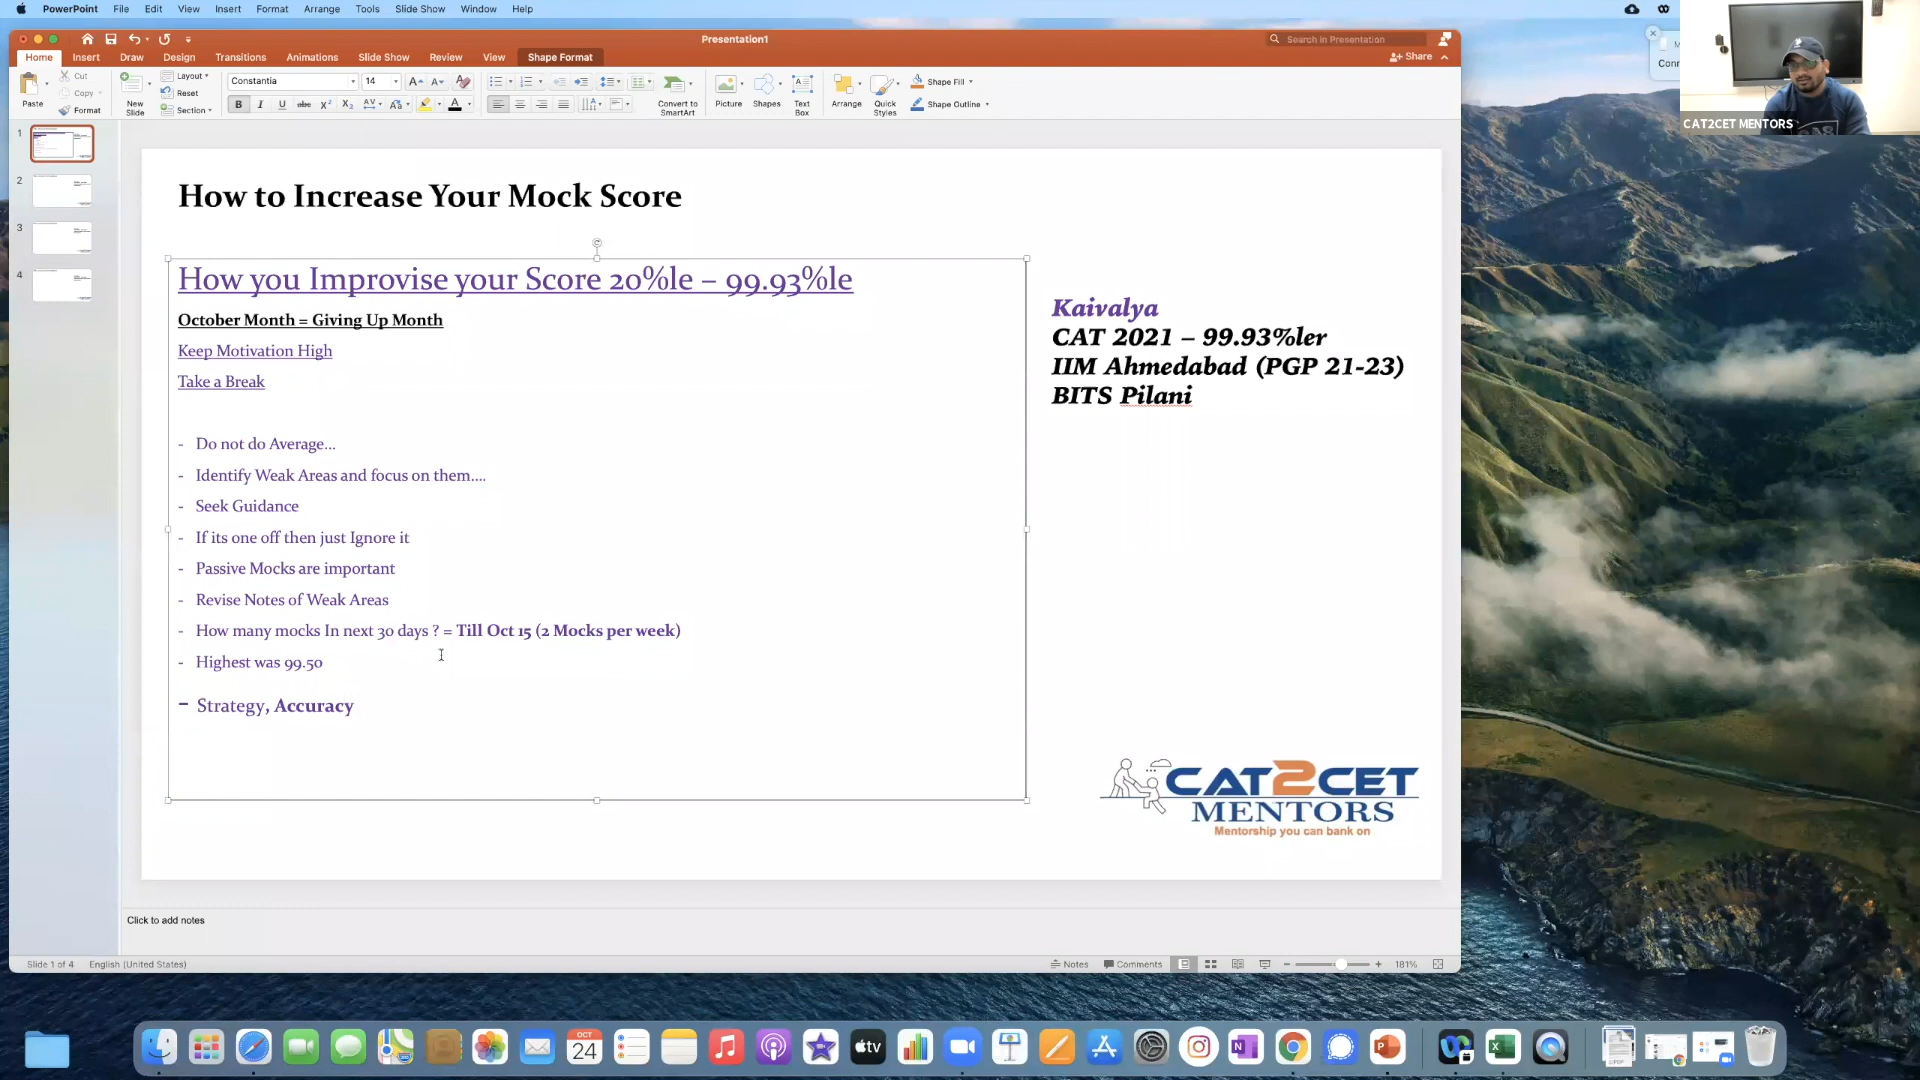 PowerPoint File Edit View Insert Format Arrange Tools Slide Show Window Help
Presentation1
Search in Presentation
Home Insert Draw Design Transitions Animations Slide Show Review View Shape Format
Share
Paste
Cut
Copy
Format
New Slide
Layout
Reset
Section
Constantia
14
Convert to SmartArt
Picture
Shapes
Text Box
Arrange
Quick Styles
Shape Fill
Shape Outline
CAT2CET MENTORS
1
2
3
4
How to Increase Your Mock Score
How you Improvise your Score 20%le – 99.93%le
October Month = Giving Up Month
Keep Motivation High
Take a Break
- Do not do Average...
- Identify Weak Areas and focus on them....
- Seek Guidance
- If its one off then just Ignore it
- Passive Mocks are important
- Revise Notes of Weak Areas
- How many mocks In next 30 days ? = Till Oct 15 (2 Mocks per week)
- Highest was 99.50
- Strategy, Accuracy
Kaivalya
CAT 2021 – 99.93%ler
IIM Ahmedabad (PGP 21-23)
BITS Pilani
CAT2CET
MENTORS
Mentorship you can bank on
Click to add notes
Slide 1 of 4 English (United States)
Notes Comments 181%
OCT
24
tv